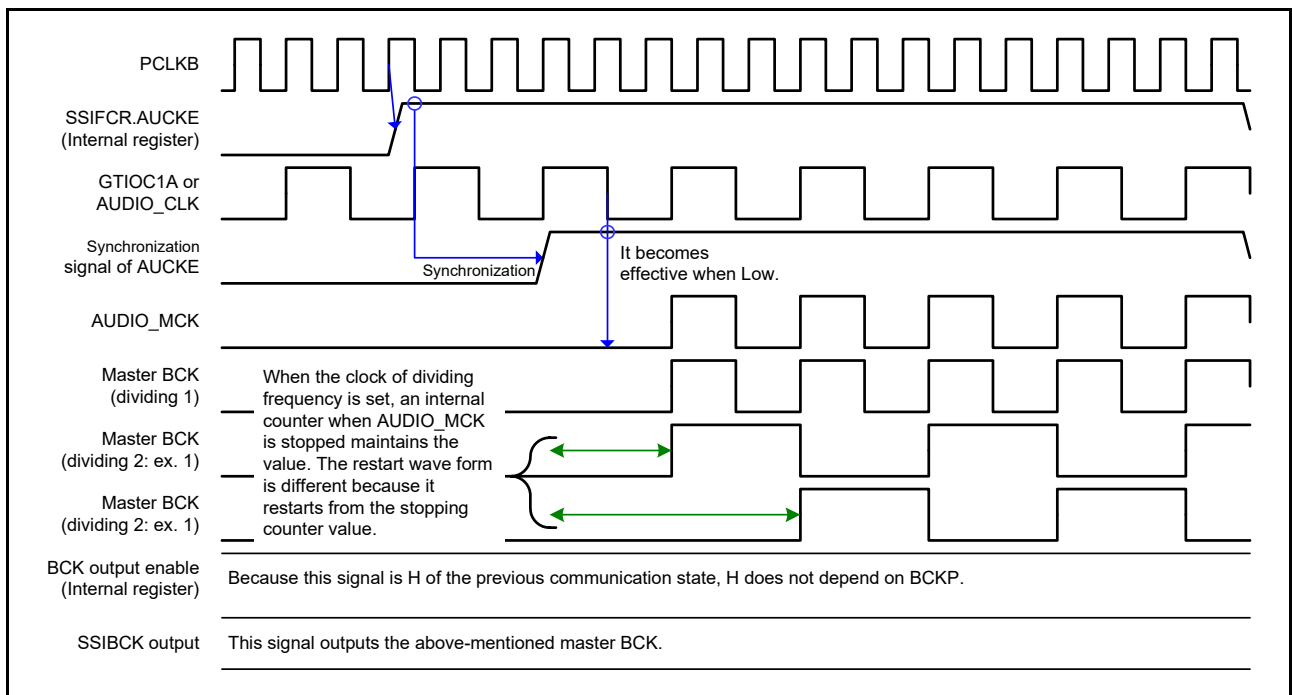 PCLKB
SSIFCR.AUCKE
(Internal register)
GTIOC1A or
AUDIO_CLK
Synchronization
signal of AUCKE
Synchronization
It becomes
effective when Low.
AUDIO_MCK
Master BCK
(dividing 1)
When the clock of dividing
frequency is set, an internal
counter when AUDIO_MCK
is stopped maintains the
value. The restart wave form
is different because it
restarts from the stopping
counter value.
Master BCK
(dividing 2: ex. 1)
Master BCK
(dividing 2: ex. 1)
BCK output enable
(Internal register)
Because this signal is H of the previous communication state, H does not depend on BCKP.
SSIBCK output
This signal outputs the above-mentioned master BCK.